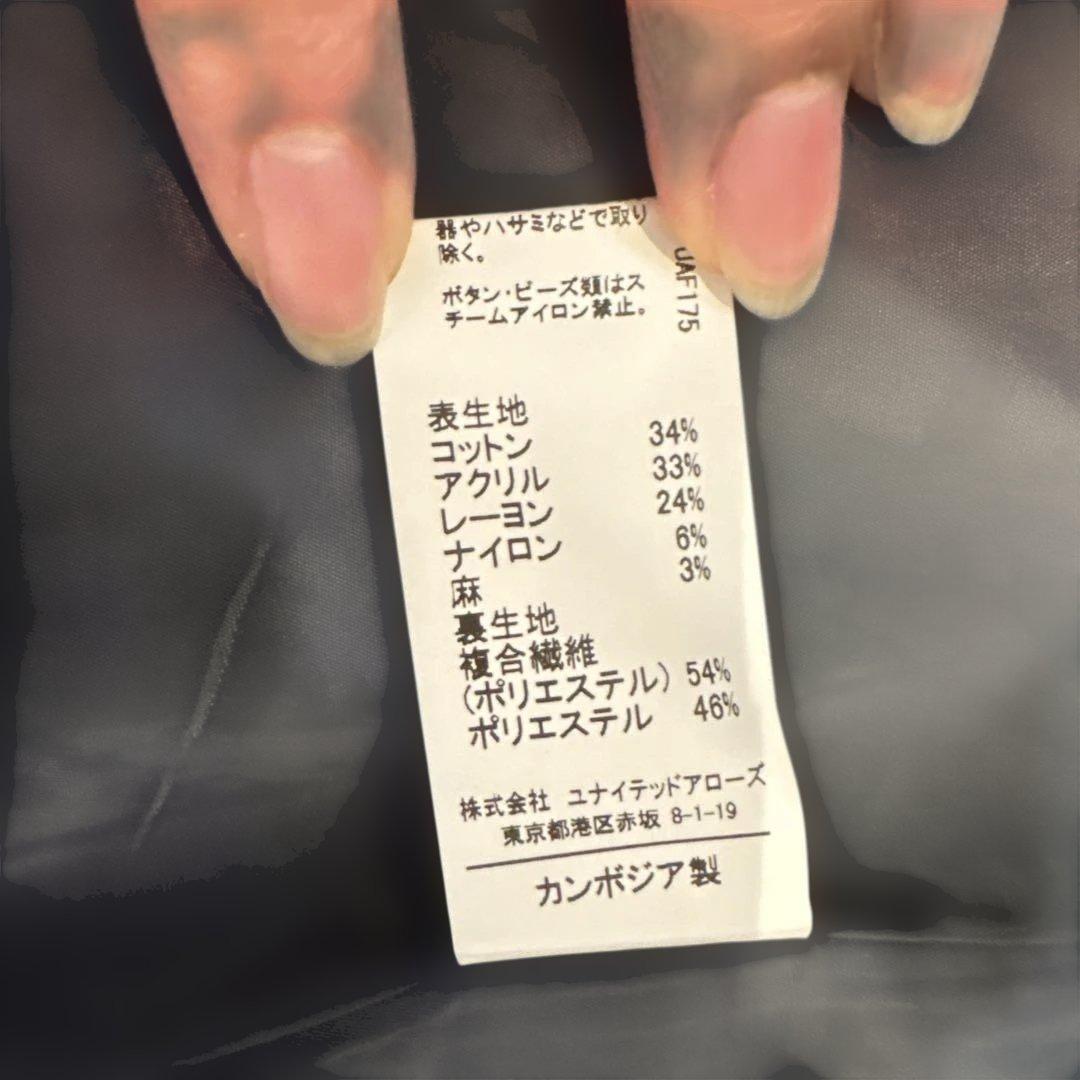 器やハサミなどで取り
除く。
ボタン・ビーズ類はス
チームアイロン禁止。
UAF175
表生地
コットン 34%
アクリル 33%
レーヨン 24%
ナイロン 6%
麻 3%
裏生地
複合繊維
(ポリエステル) 54%
ポリエステル 46%
株式会社 ユナイテッドアローズ
東京都港区赤坂 8-1-19
カンボジア製